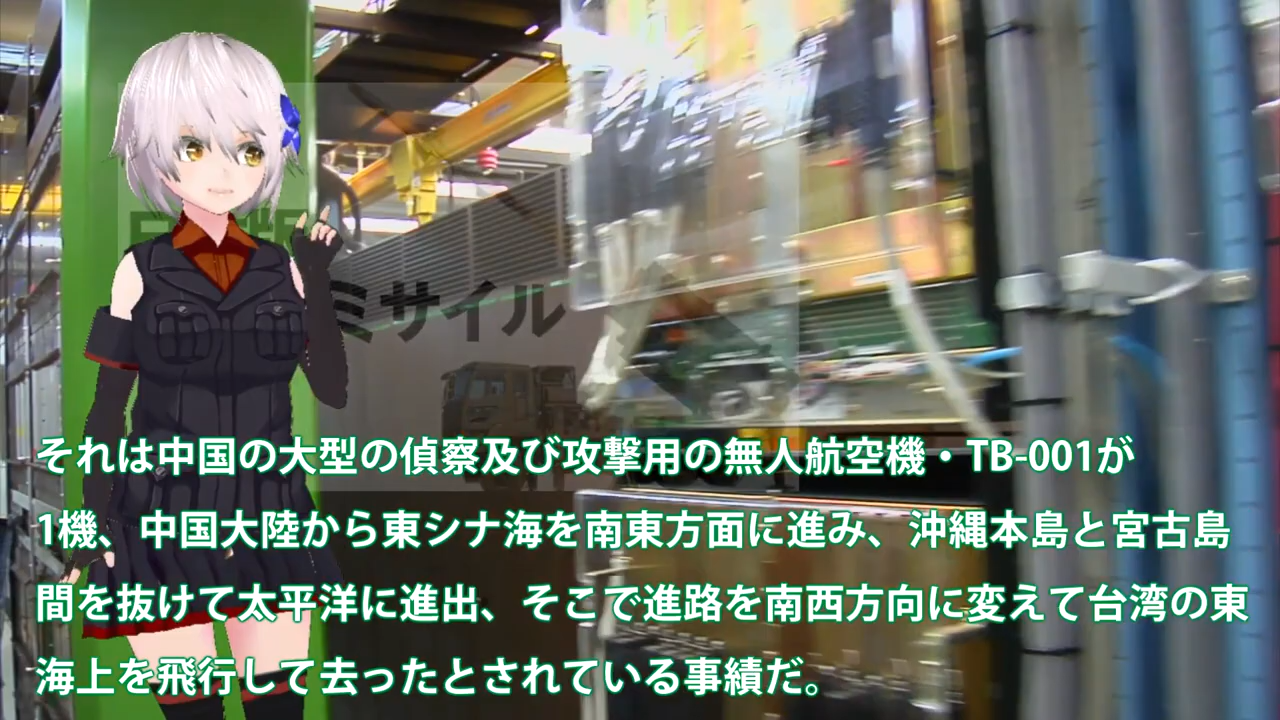 ミサイル
それは中国の大型の偵察及び攻撃用の無人航空機・TB-001が
1機、中国大陸から東シナ海を南東方面に進み、沖縄本島と宮古島
間を抜けて太平洋に進出、そこで進路を南西方向に変えて台湾の東
海上を飛行して去ったとされている事績だ。